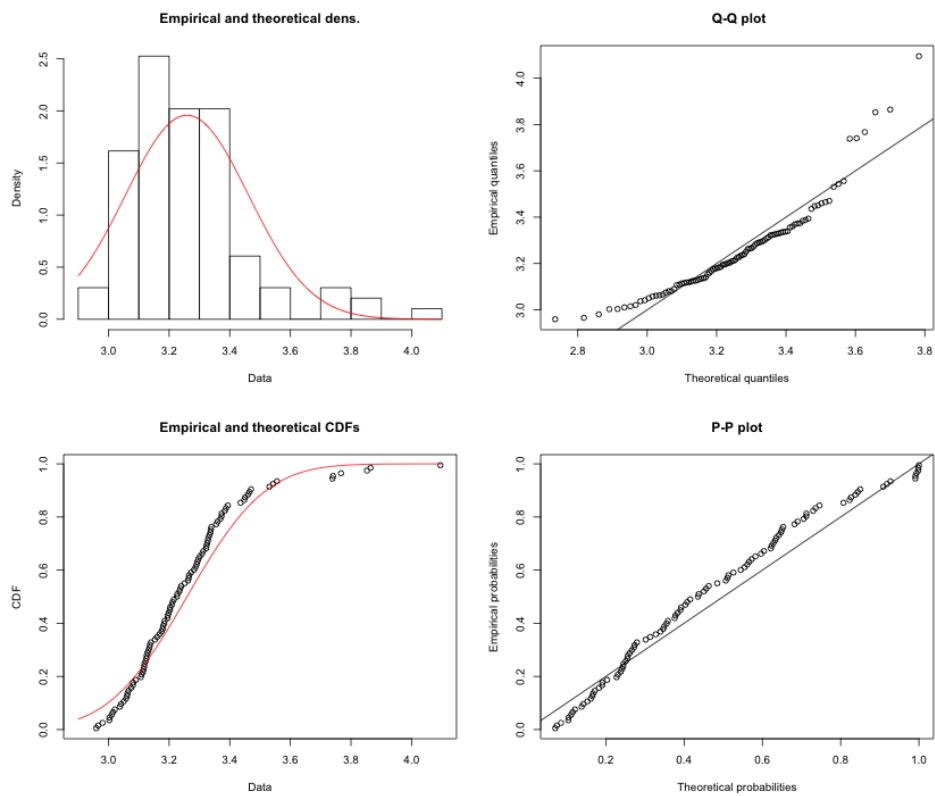 Empirical and theoretical dens.
Density
0.0 0.5 1.0 1.5 2.0 2.5
3.0 3.2 3.4 3.6 3.8 4.0
Data
Q-Q plot
Empirical quantiles
3.0 3.2 3.4 3.6 3.8 4.0
2.8 3.0 3.2 3.4 3.6 3.8
Theoretical quantiles
Empirical and theoretical CDFs
CDF
0.0 0.2 0.4 0.6 0.8 1.0
3.0 3.2 3.4 3.6 3.8 4.0
Data
P-P plot
Empirical probabilities
0.0 0.2 0.4 0.6 0.8 1.0
0.2 0.4 0.6 0.8 1.0
Theoretical probabilities